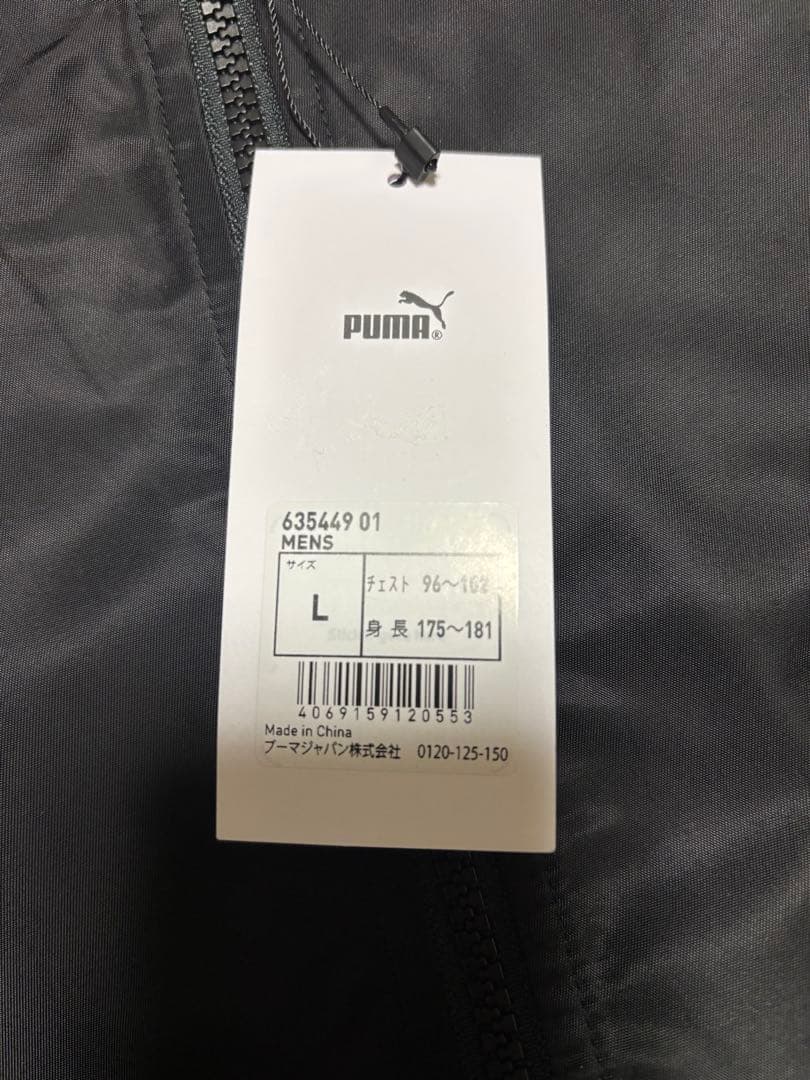 PUMA®
635449 01
MENS
サイズ
L
チェスト 96～102
身長 175～181
4069159120553
Made in China
プーマジャパン株式会社 0120-125-150